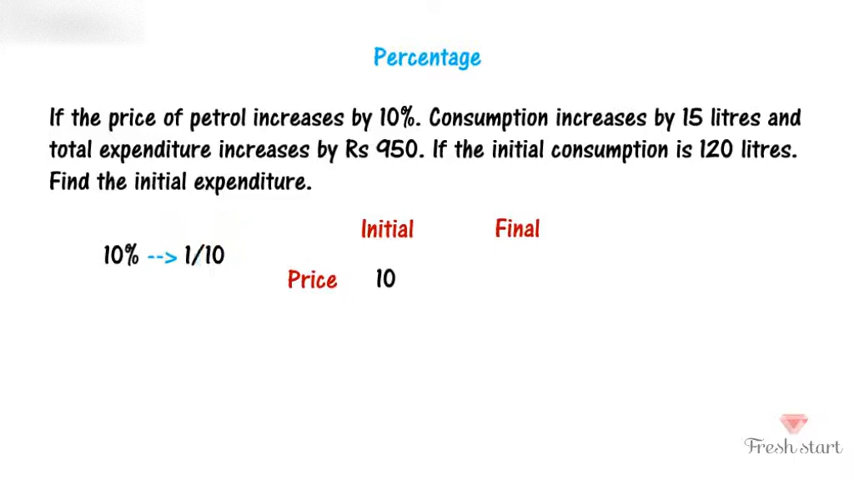 Percentage
If the price of petrol increases by 10%. Consumption increases by 15 litres and
total expenditure increases by Rs 950. If the initial consumption is 120 litres.
Find the initial expenditure.
Initial Final
10% --> 1/10
Price 10
Fresh start